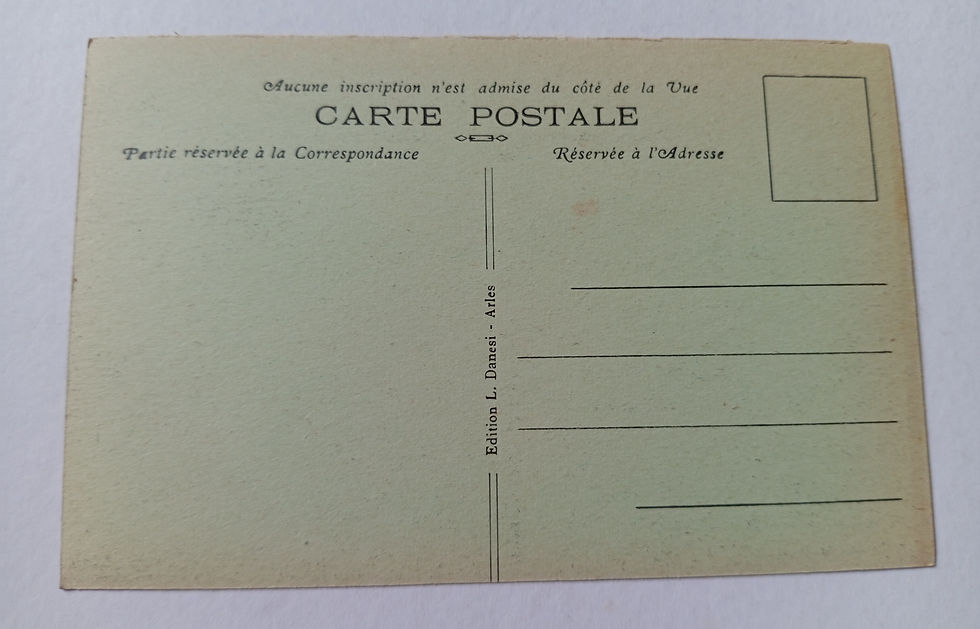 Aucune inscription n'est admise du côté de la Vue
CARTE POSTALE
Partie réservée à la Correspondance
Réservée à l'Adresse
Edition L. Danesi - Arles